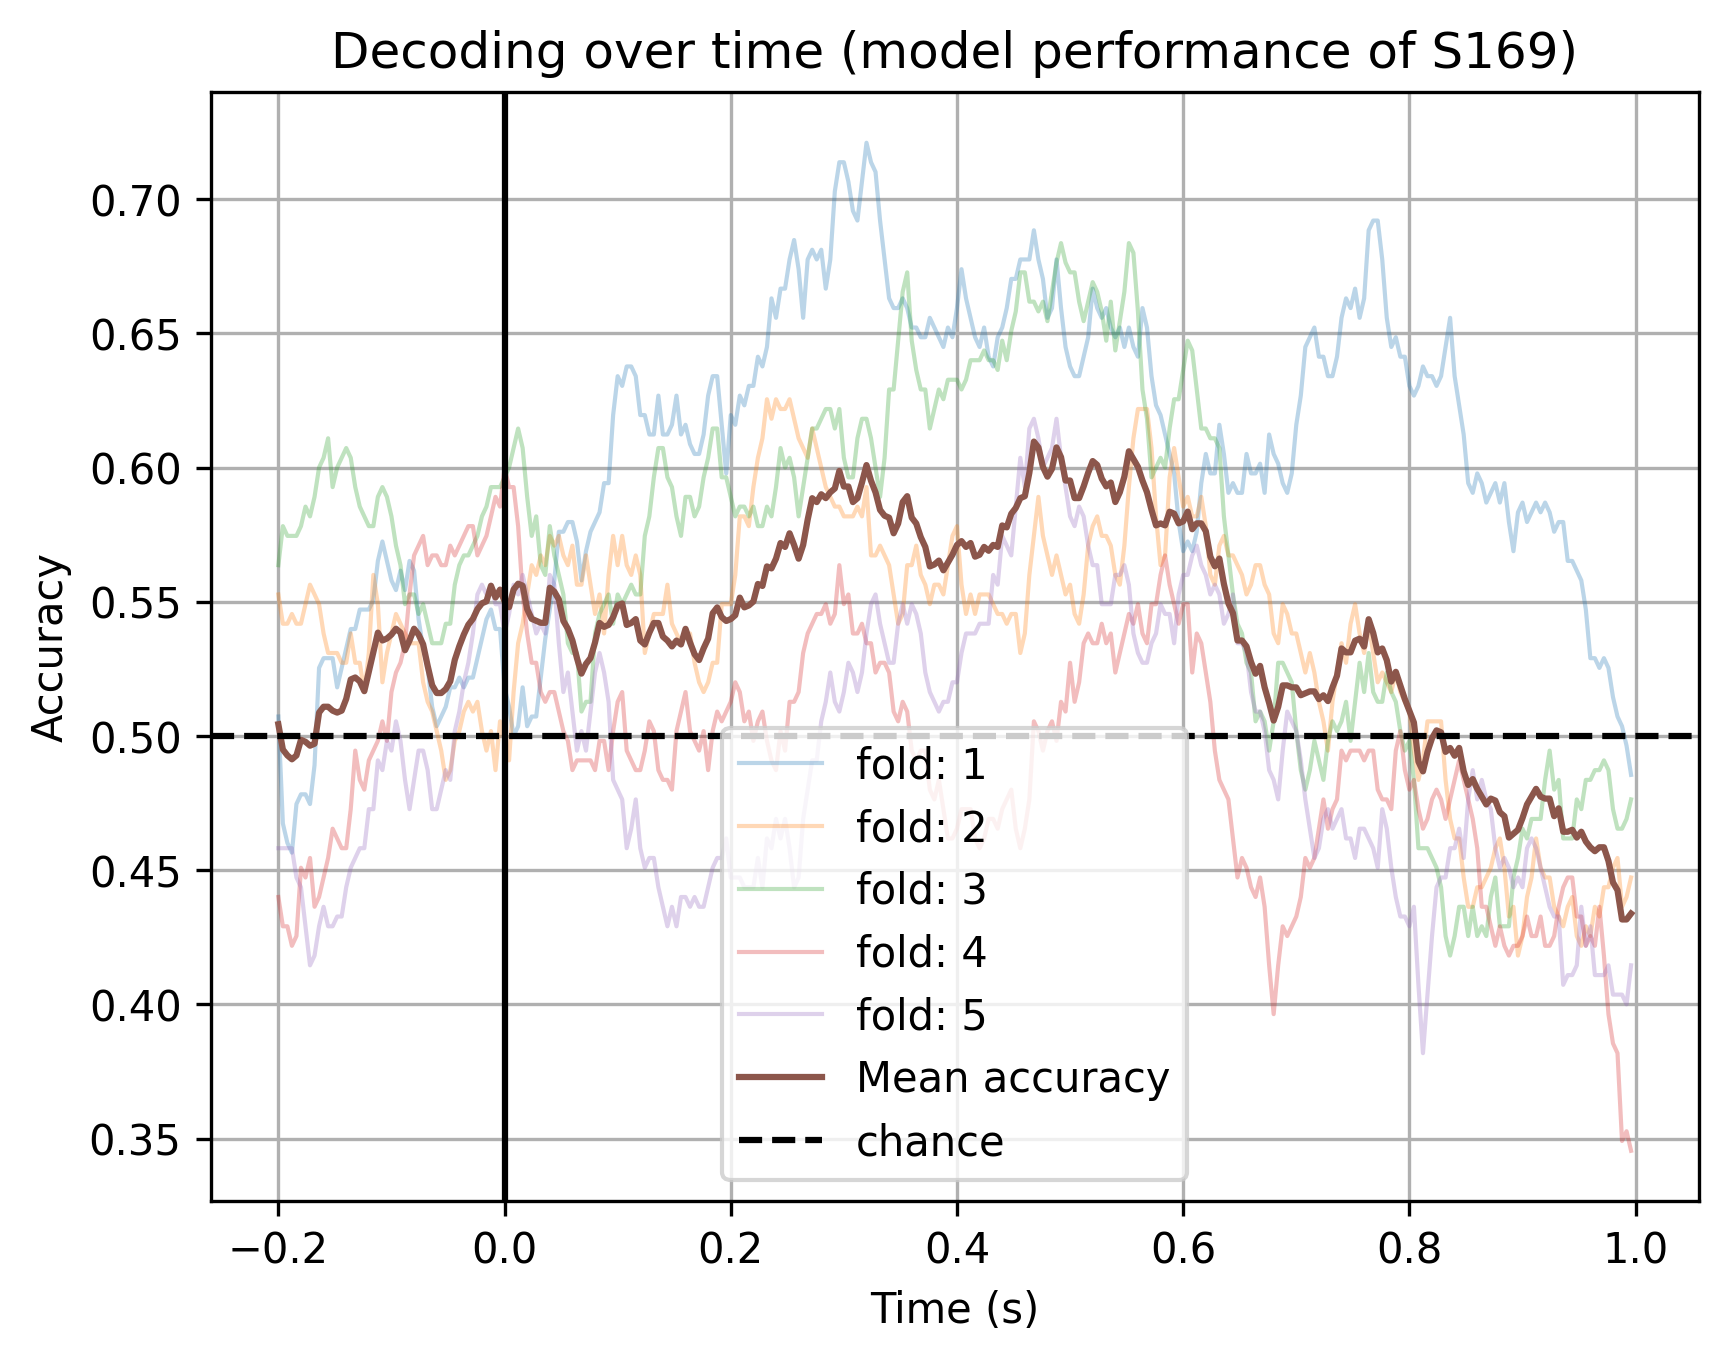 Decoding over time (model performance of S169)
Accuracy
0.70
0.65
0.60
0.55
0.50
0.45
0.40
0.35
fold: 1
fold: 2
fold: 3
fold: 4
fold: 5
Mean accuracy
chance
−0.2 0.0 0.2 0.4 0.6 0.8 1.0
Time (s)